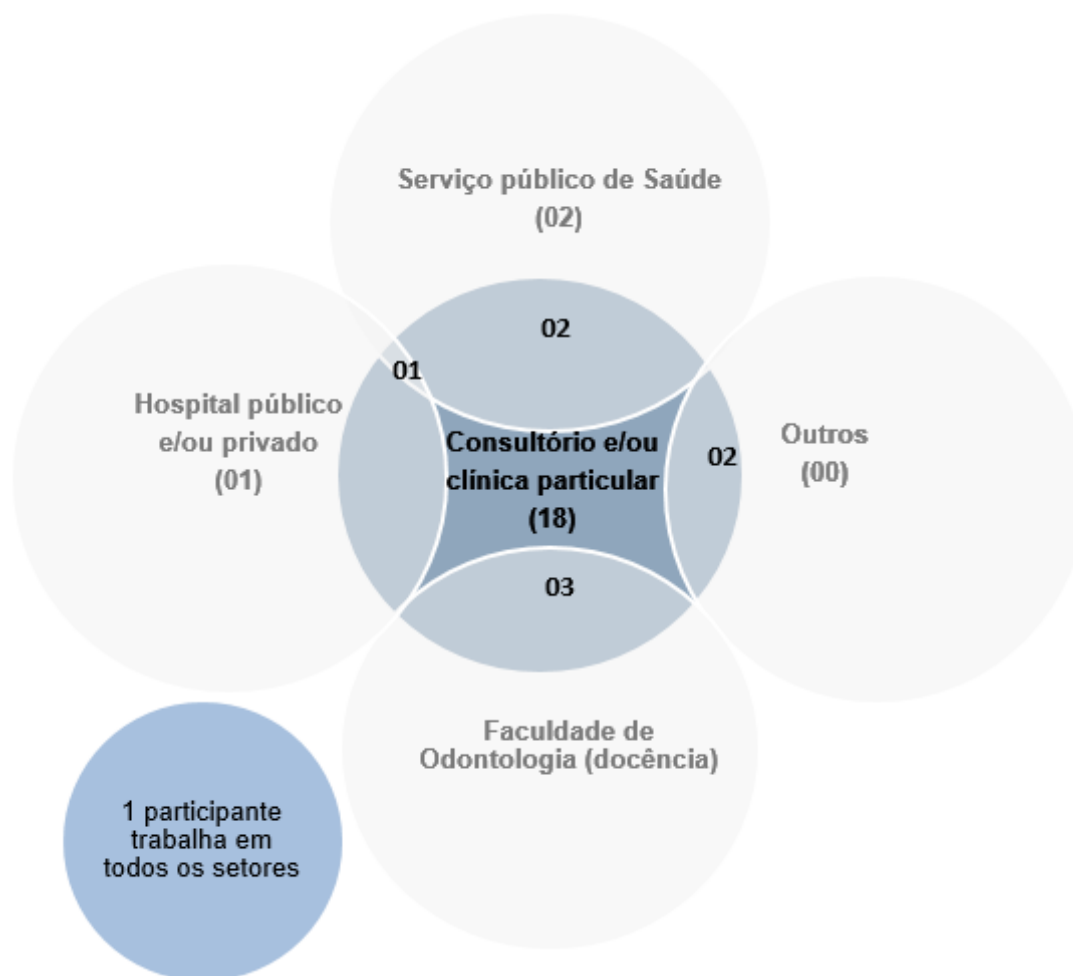 Serviço público de Saúde
(02)
02
01
Hospital público
e/ou privado
(01)
Consultório e/ou
clínica particular
(18)
02
Outros
(00)
03
Faculdade de
Odontologia (docência)
1 participante
trabalha em
todos os setores